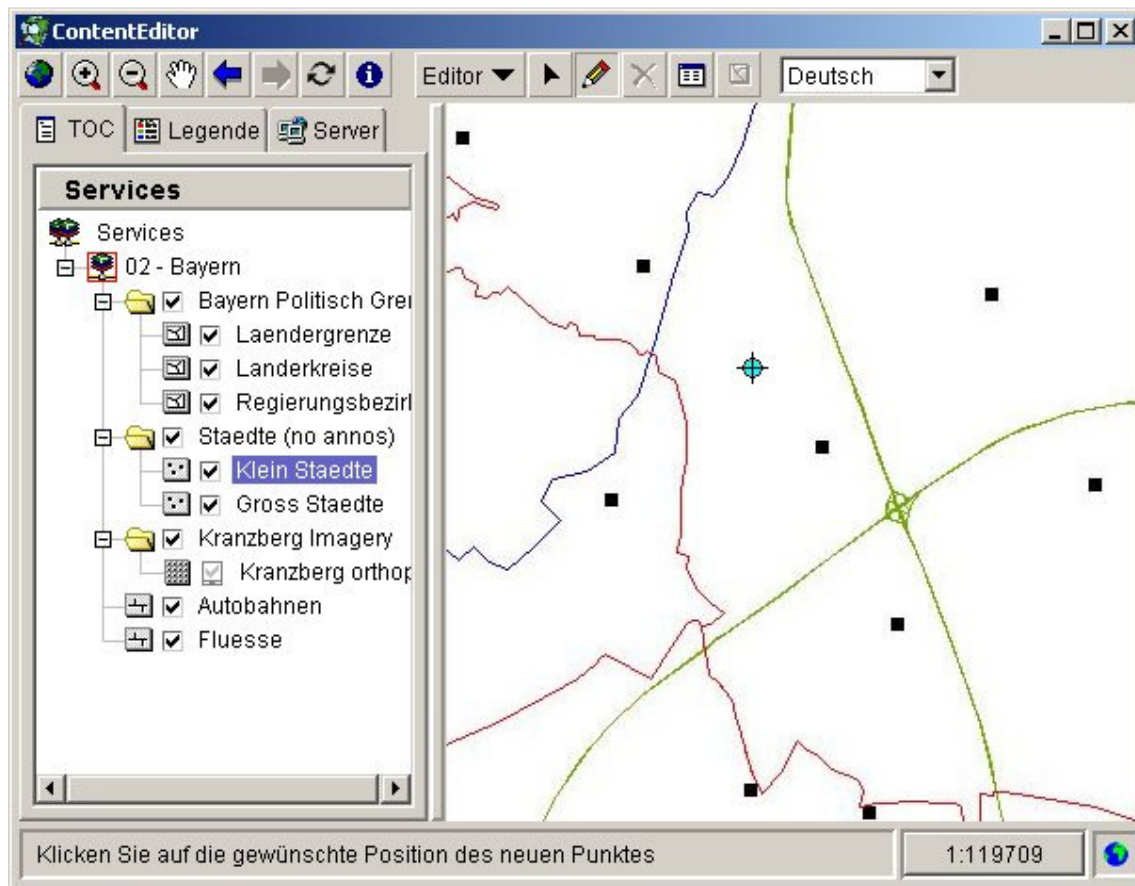 ContentEditor
Editor
Deutsch
TOC
Legende
Server
Services
Services
02 - Bayern
Bayern Politisch Gre
Laendergrenze
Landerkreise
Regierungsbezirl
Staedte (no annos)
Klein Staedte
Gross Staedte
Kranzberg Imagery
Kranzberg orthop
Autobahnen
Fluesse
Klicken Sie auf die gewünschte Position des neuen Punktes
1:119709